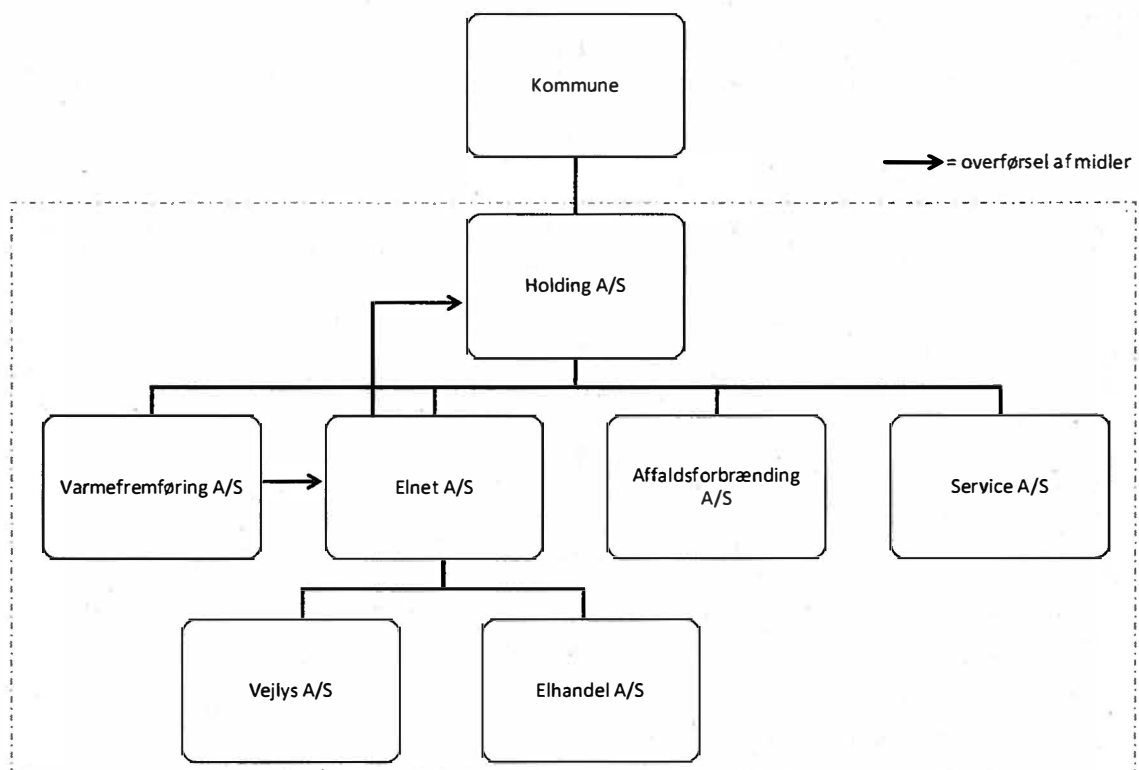 Kommune
= overførsel af midler
Holding A/S
Varmefremføring A/S
Elnet A/S
Affaldsforbrænding
A/S
Service A/S
Vejlys A/S
Elhandel A/S